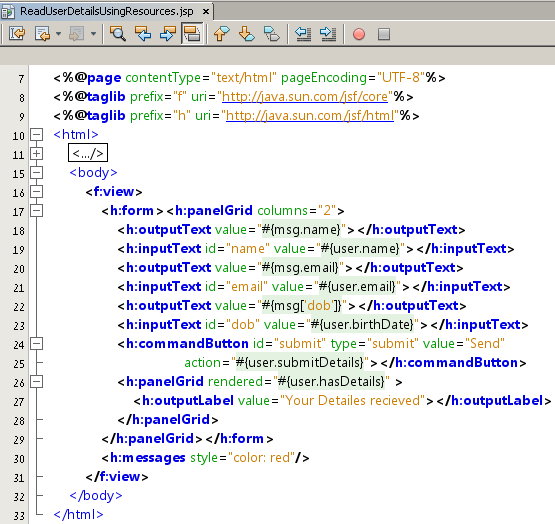 ReadUserDetailsUsingResources.jsp
7 <%@page contentType="text/html" pageEncoding="UTF-8"%>
8 <%@taglib prefix="f" uri="http://java.sun.com/jsf/core"%>
9 <%@taglib prefix="h" uri="http://java.sun.com/jsf/html"%>
10 <html>
11 <.../>
15 <body>
16 <f:view>
17 <h:form><h:panelGrid columns="2">
18 <h:outputText value="#{msg.name}"></h:outputText>
19 <h:inputText id="name" value="#{user.name}"></h:inputText>
20 <h:outputText value="#{msg.email}"></h:outputText>
21 <h:inputText id="email" value="#{user.email}"></h:inputText>
22 <h:outputText value="#{msg['dob']}"></h:outputText>
23 <h:inputText id="dob" value="#{user.birthDate}"></h:inputText>
24 <h:commandButton id="submit" type="submit" value="Send"
25 action="#{user.submitDetails}"></h:commandButton>
26 <h:panelGrid rendered="#{user.hasDetails}" >
27 <h:outputLabel value="Your Detailes recieved"></h:outputLabel>
28 </h:panelGrid>
29 </h:panelGrid></h:form>
30 <h:messages style="color: red"/>
31 </f:view>
32 </body>
33 </html>